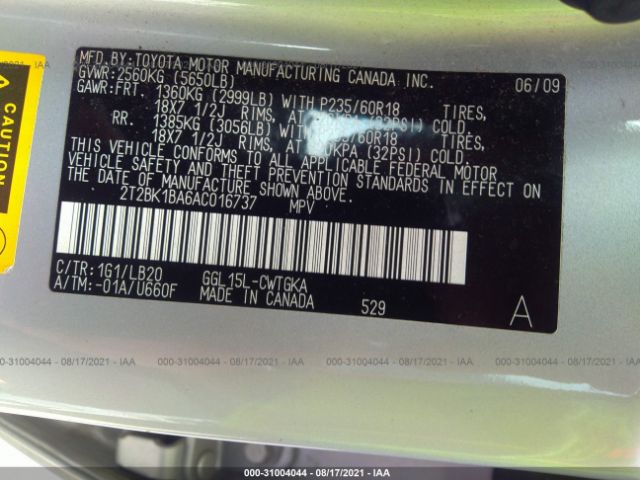 MFD.BY:TOYOTA MOTOR MANUFACTURING CANADA INC. 06/09
GVWR:2560KG (5650LB)
GAWR:FRT. 1360KG (2999LB) WITH P235/60R18 TIRES,
18X7 1/2J RIMS, AT (32PSI) COLD.
RR. 1385KG (3056LB) WITH /60R18 TIRES,
18X7 1/2J RIMS, AT KPA (32PSI) COLD.
THIS VEHICLE CONFORMS TO ALL APPLICABLE FEDERAL MOTOR
VEHICLE SAFETY AND THEFT PREVENTION STANDARDS IN EFFECT ON
THE DATE OF MANUFACTURE SHOWN ABOVE.
2T2BK1BA6AC016737 MPV
C/TR:1G1/LB20 GGL15L-CWTGKA
A/TM:-01A/U660F MADE IN CANADA 529 A
CAUTION
000-31004044 - 08/17/2021 - IAA